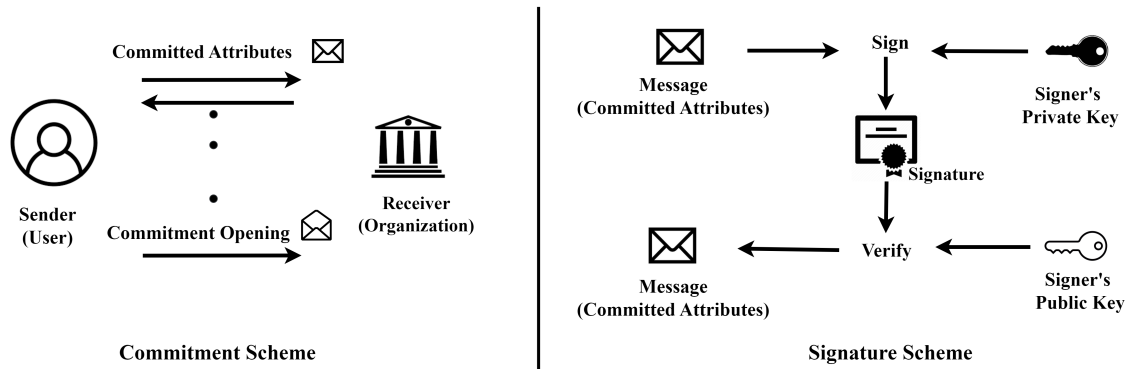 Committed Attributes
Sender
(User)
Receiver
(Organization)
Commitment Opening
Commitment Scheme
Message
(Committed Attributes)
Sign
Signer's
Private Key
Signature
Message
(Committed Attributes)
Verify
Signer's
Public Key
Signature Scheme